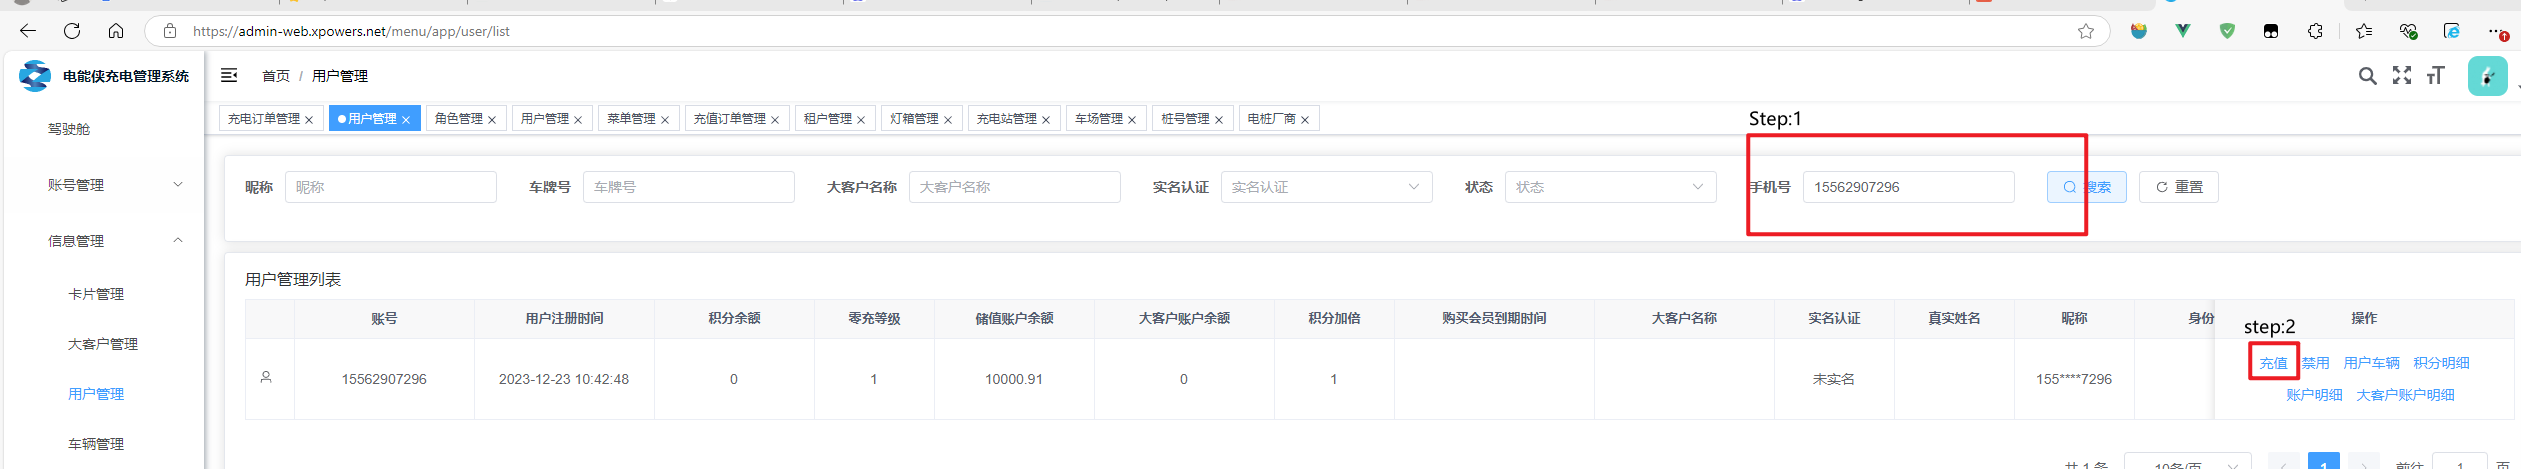 https://admin-web.xpowers.net/menu/app/user/list
电能侠充电管理系统
首页 / 用户管理
充电订单管理 用户管理 角色管理 用户管理 菜单管理 充值订单管理 租户管理 灯箱管理 充电站管理 车场管理 桩号管理 电桩厂商
Step:1
驾驶舱
账号管理
信息管理
卡片管理
大客户管理
用户管理
车辆管理
昵称 昵称 车牌号 车牌号 大客户名称 大客户名称 实名认证 实名认证 状态 状态 手机号 15562907296 搜索 重置
用户管理列表
step:2
账号 用户注册时间 积分余额 零充等级 储值账户余额 大客户账户余额 积分加倍 购买会员到期时间 大客户名称 实名认证 真实姓名 昵称 身份 操作
15562907296 2023-12-23 10:42:48 0 1 10000.91 0 1 未实名 155****7296
充值 禁用 用户车辆 积分明细
账户明细 大客户账户明细
共 1 条 10条/页 1 前往 1 页